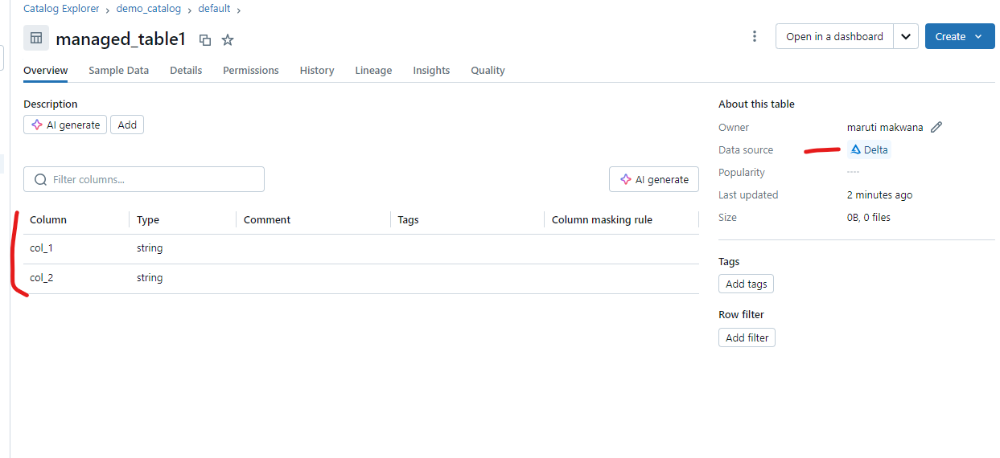 Catalog Explorer > demo_catalog > default >
managed_table1
Open in a dashboard
Create
Overview Sample Data Details Permissions History Lineage Insights Quality
Description
AI generate Add
Filter columns...
AI generate
Column Type Comment Tags Column masking rule
col_1 string
col_2 string
About this table
Owner maruti makwana
Data source Delta
Popularity ----
Last updated 2 minutes ago
Size 0B, 0 files
Tags
Add tags
Row filter
Add filter